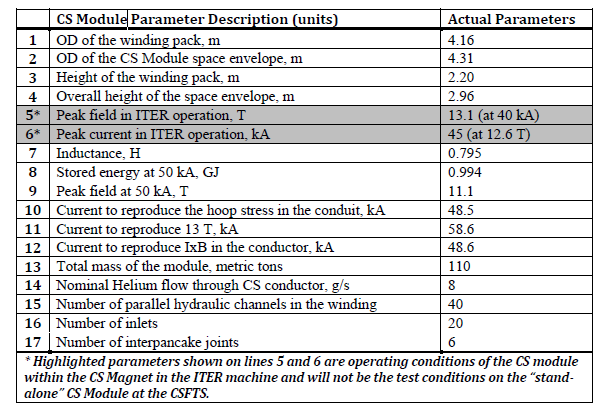 CS Module Parameter Description (units) Actual Parameters
1 OD of the winding pack, m 4.16
2 OD of the CS Module space envelope, m 4.31
3 Height of the winding pack, m 2.20
4 Overall height of the space envelope, m 2.96
5* Peak field in ITER operation, T 13.1 (at 40 kA)
6* Peak current in ITER operation, kA 45 (at 12.6 T)
7 Inductance, H 0.795
8 Stored energy at 50 kA, GJ 0.994
9 Peak field at 50 kA, T 11.1
10 Current to reproduce the hoop stress in the conduit, kA 48.5
11 Current to reproduce 13 T, kA 58.6
12 Current to reproduce IxB in the conductor, kA 48.6
13 Total mass of the module, metric tons 110
14 Nominal Helium flow through CS conductor, g/s 8
15 Number of parallel hydraulic channels in the winding 40
16 Number of inlets 20
17 Number of interpancake joints 6
* Highlighted parameters shown on lines 5 and 6 are operating conditions of the CS module
within the CS Magnet in the ITER machine and will not be the test conditions on the “stand-
alone” CS Module at the CSFTS.